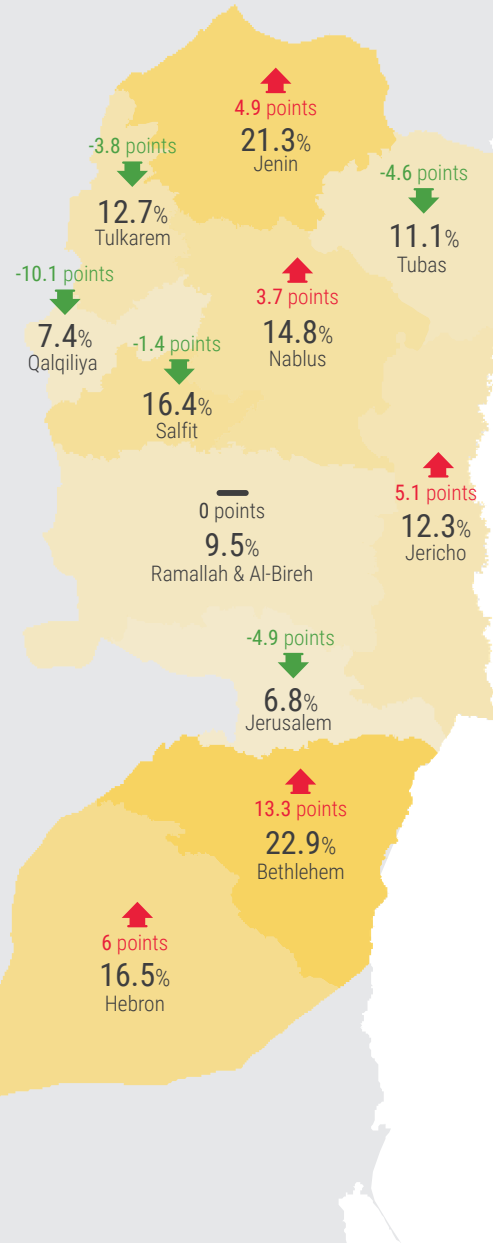 4.9 points
21.3%
Jenin
-3.8 points
12.7%
Tulkarem
-4.6 points
11.1%
Tubas
-10.1 points
7.4%
Qalqiliya
3.7 points
14.8%
Nablus
-1.4 points
16.4%
Salfit
5.1 points
12.3%
Jericho
0 points
9.5%
Ramallah & Al-Bireh
-4.9 points
6.8%
Jerusalem
13.3 points
22.9%
Bethlehem
6 points
16.5%
Hebron